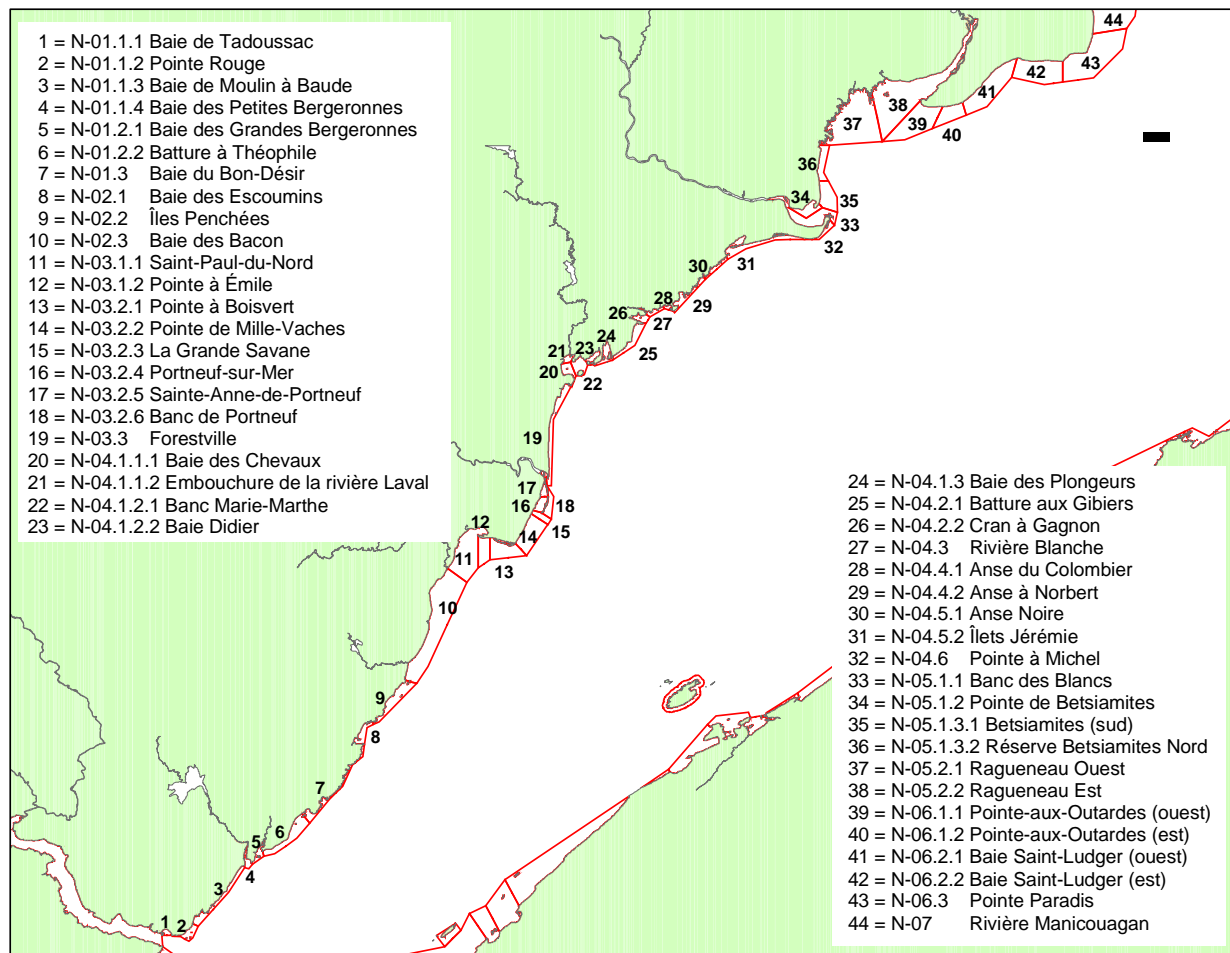 1 = N-01.1.1 Baie de Tadoussac
2 = N-01.1.2 Pointe Rouge
3 = N-01.1.3 Baie de Moulin à Baude
4 = N-01.1.4 Baie des Petites Bergeronnes
5 = N-01.2.1 Baie des Grandes Bergeronnes
6 = N-01.2.2 Batture à Théophile
7 = N-01.3 Baie du Bon-Désir
8 = N-02.1 Baie des Escoumins
9 = N-02.2 Îles Penchées
10 = N-02.3 Baie des Bacon
11 = N-03.1.1 Saint-Paul-du-Nord
12 = N-03.1.2 Pointe à Émile
13 = N-03.2.1 Pointe à Boisvert
14 = N-03.2.2 Pointe de Mille-Vaches
15 = N-03.2.3 La Grande Savane
16 = N-03.2.4 Portneuf-sur-Mer
17 = N-03.2.5 Sainte-Anne-de-Portneuf
18 = N-03.2.6 Banc de Portneuf
19 = N-03.3 Forestville
20 = N-04.1.1.1 Baie des Chevaux
21 = N-04.1.1.2 Embouchure de la rivière Laval
22 = N-04.1.2.1 Banc Marie-Marthe
23 = N-04.1.2.2 Baie Didier
24 = N-04.1.3 Baie des Plongeurs
25 = N-04.2.1 Batture aux Gibiers
26 = N-04.2.2 Cran à Gagnon
27 = N-04.3 Rivière Blanche
28 = N-04.4.1 Anse du Colombier
29 = N-04.4.2 Anse à Norbert
30 = N-04.5.1 Anse Noire
31 = N-04.5.2 Îlets Jérémie
32 = N-04.6 Pointe à Michel
33 = N-05.1.1 Banc des Blancs
34 = N-05.1.2 Pointe de Betsiamites
35 = N-05.1.3.1 Betsiamites (sud)
36 = N-05.1.3.2 Réserve Betsiamites Nord
37 = N-05.2.1 Ragueneau Ouest
38 = N-05.2.2 Ragueneau Est
39 = N-06.1.1 Pointe-aux-Outardes (ouest)
40 = N-06.1.2 Pointe-aux-Outardes (est)
41 = N-06.2.1 Baie Saint-Ludger (ouest)
42 = N-06.2.2 Baie Saint-Ludger (est)
43 = N-06.3 Pointe Paradis
44 = N-07 Rivière Manicouagan
44
43
42
41
40
39
38
37
36
35
34
33
32
31
30
29
28
27
26
25
24
23
22
21
20
19
18
17
16
15
14
13
12
11
10
9
8
7
6
5
4
3
2
1